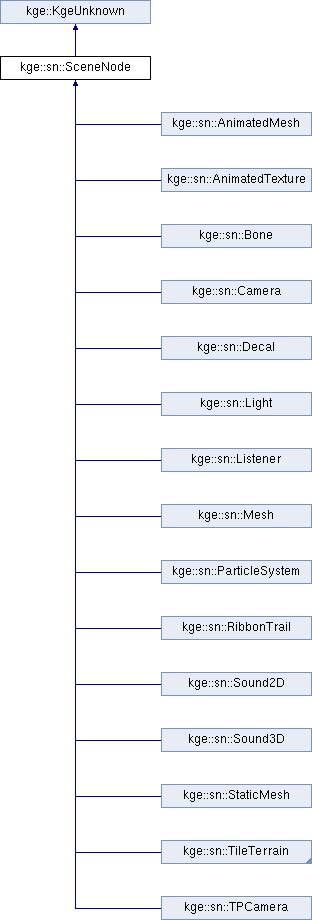 kge::KgeUnknown
kge::sn::SceneNode
kge::sn::AnimatedMesh
kge::sn::AnimatedTexture
kge::sn::Bone
kge::sn::Camera
kge::sn::Decal
kge::sn::Light
kge::sn::Listener
kge::sn::Mesh
kge::sn::ParticleSystem
kge::sn::RibbonTrail
kge::sn::Sound2D
kge::sn::Sound3D
kge::sn::StaticMesh
kge::sn::TileTerrain
kge::sn::TPCamera